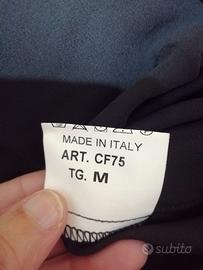 MADE IN ITALY
ART. CF75
TG. M
subito